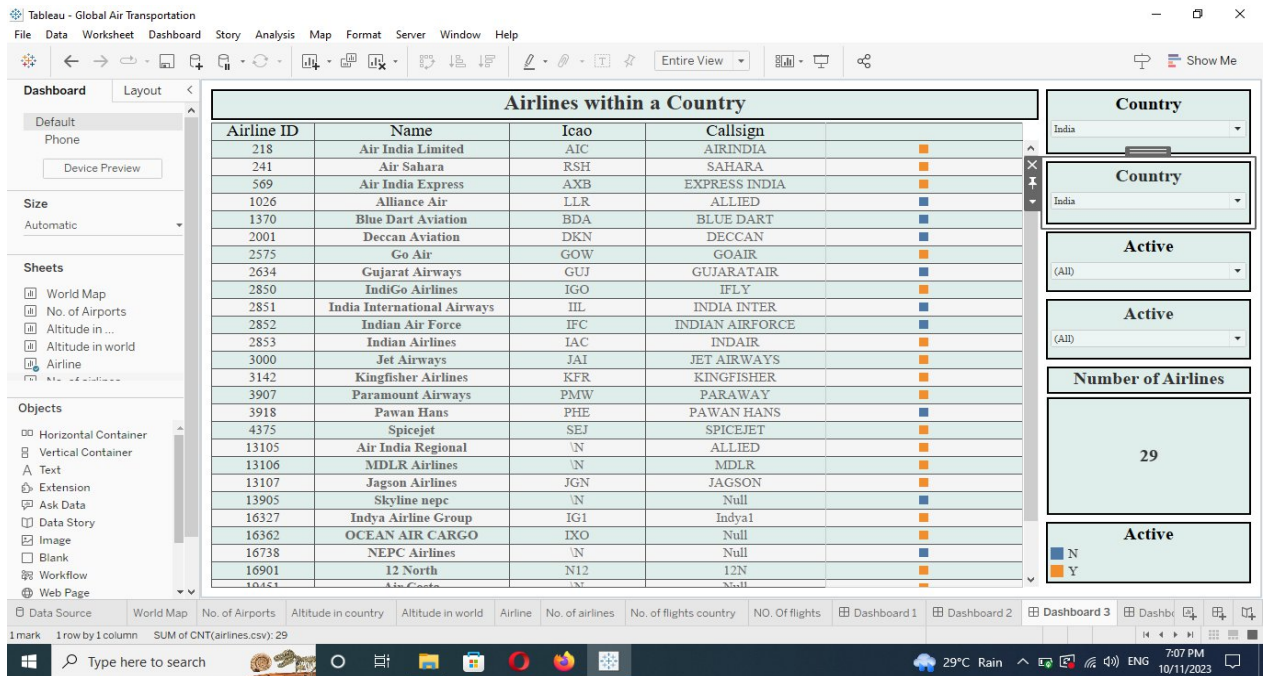 Tableau - Global Air Transportation
File Data Worksheet Dashboard Story Analysis Map Format Server Window Help
Entire View
Show Me
Dashboard Layout
Default
Phone
Device Preview
Size
Automatic
Sheets
World Map
No. of Airports
Altitude in ...
Altitude in world
Airline
No. of airlines
Objects
Horizontal Container
Vertical Container
Text
Extension
Ask Data
Data Story
Image
Blank
Workflow
Web Page
Airlines within a Country
Airline ID Name Icao Callsign
218 Air India Limited AIC AIRINDIA
241 Air Sahara RSH SAHARA
569 Air India Express AXB EXPRESS INDIA
1026 Alliance Air LLR ALLIED
1370 Blue Dart Aviation BDA BLUE DART
2001 Deccan Aviation DKN DECCAN
2575 Go Air GOW GOAIR
2634 Gujarat Airways GUJ GUJARATAIR
2850 IndiGo Airlines IGO IFLY
2851 India International Airways IIL INDIA INTER
2852 Indian Air Force IFC INDIAN AIRFORCE
2853 Indian Airlines IAC INDAIR
3000 Jet Airways JAI JET AIRWAYS
3142 Kingfisher Airlines KFR KINGFISHER
3907 Paramount Airways PMW PARAWAY
3918 Pawan Hans PHE PAWAN HANS
4375 Spicejet SEJ SPICEJET
13105 Air India Regional \N ALLIED
13106 MDLR Airlines \N MDLR
13107 Jagson Airlines JGN JAGSON
13905 Skyline nepc \N Null
16327 Indya Airline Group IG1 Indya1
16362 OCEAN AIR CARGO IXO Null
16738 NEPC Airlines \N Null
16901 12 North N12 12N
19451 Air Costa \N Null
Country
India
Country
India
Active
(All)
Active
(All)
Number of Airlines
29
Active
N
Y
Data Source World Map No. of Airports Altitude in country Altitude in world Airline No. of airlines No. of flights country NO. Of flights Dashboard 1 Dashboard 2 Dashboard 3 Dashbo
1 mark 1 row by 1 column SUM of CNT(airlines.csv): 29
Type here to search
29°C Rain
ENG
7:07 PM
10/11/2023